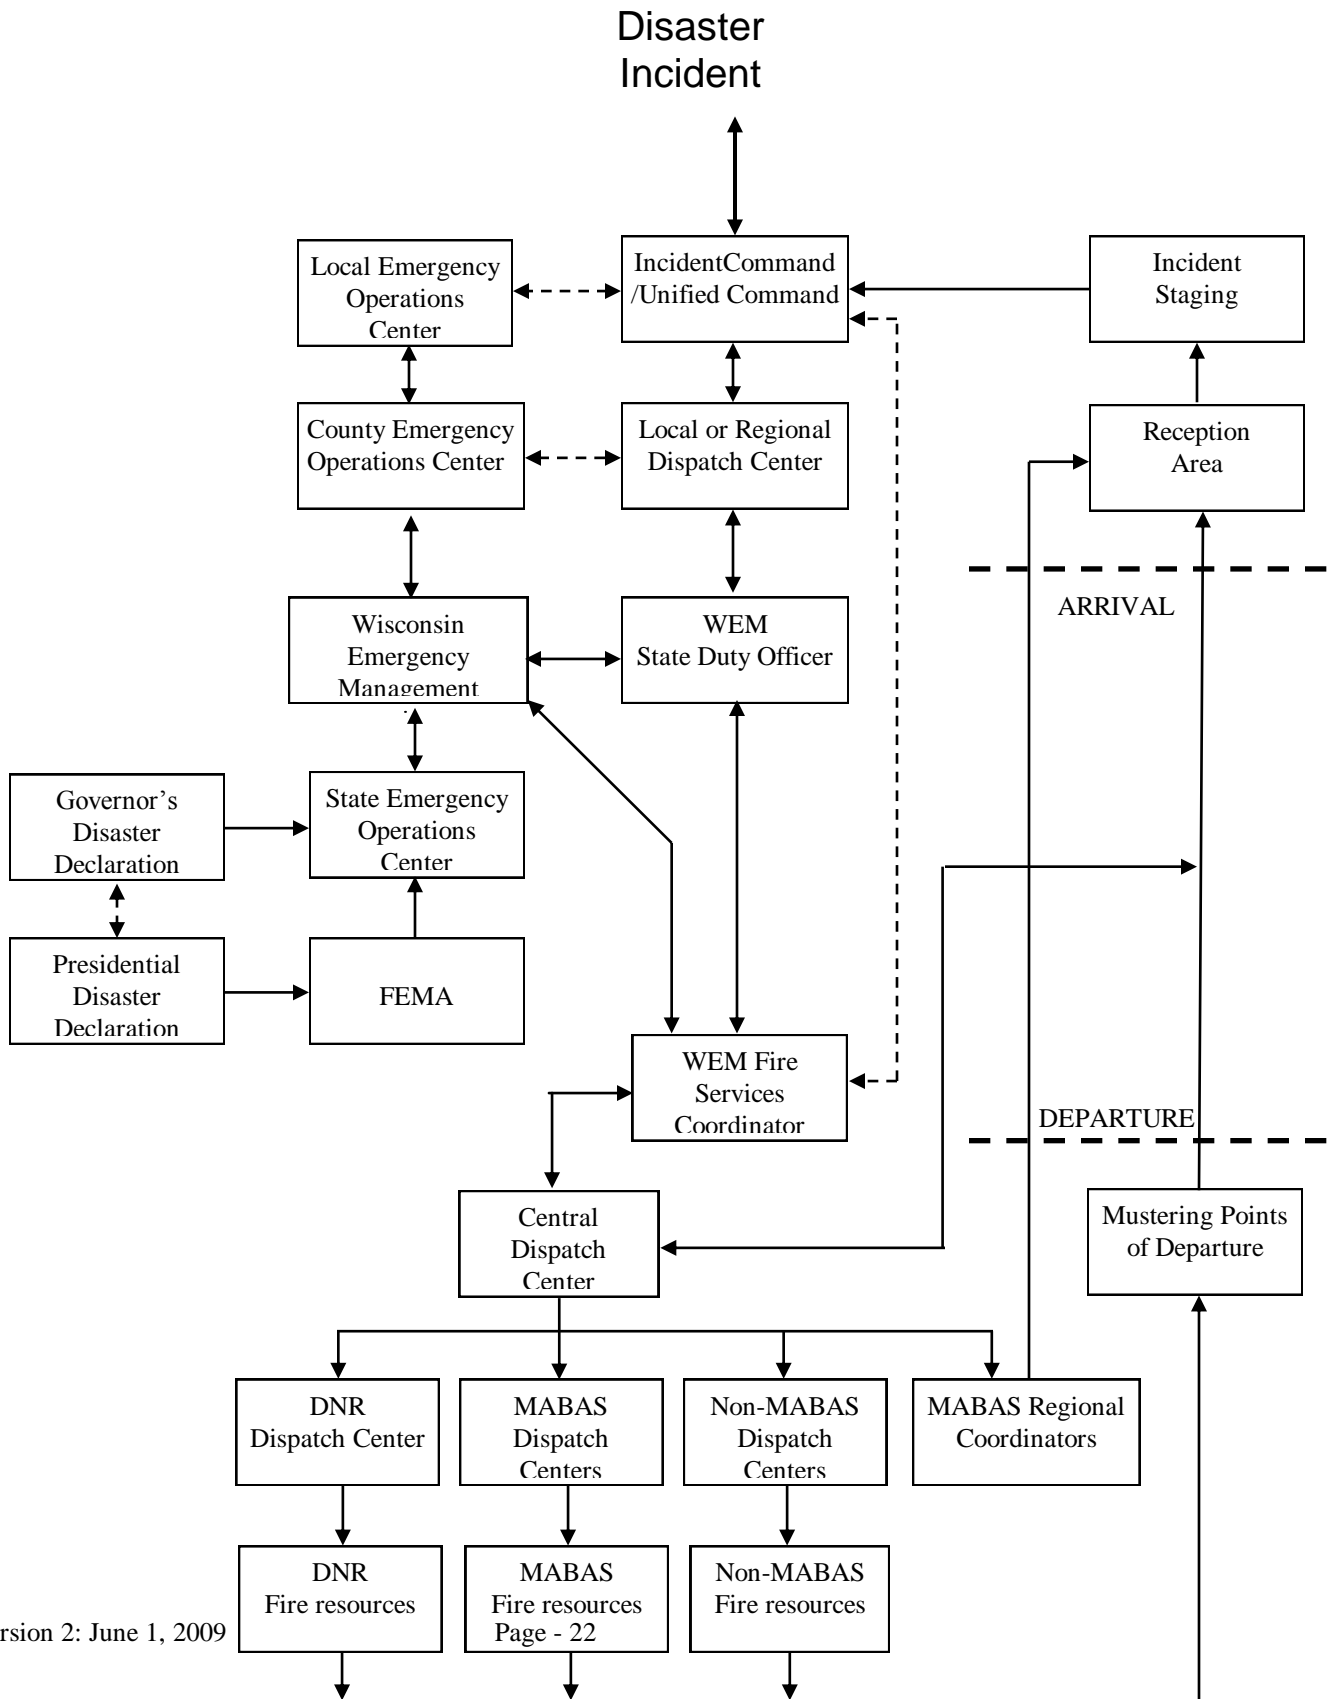 Disaster
Incident
Local Emergency
Operations
Center
IncidentCommand
/Unified Command
Incident
Staging
County Emergency
Operations Center
Local or Regional
Dispatch Center
Reception
Area
ARRIVAL
Wisconsin
Emergency
Management
WEM
State Duty Officer
Governor's
Disaster
Declaration
State Emergency
Operations
Center
Presidential
Disaster
Declaration
FEMA
WEM Fire
Services
Coordinator
DEPARTURE
Central
Dispatch
Center
Mustering Points
of Departure
DNR
Dispatch Center
MABAS
Dispatch
Centers
Non-MABAS
Dispatch
Centers
MABAS Regional
Coordinators
DNR
Fire resources
MABAS
Fire resources
Non-MABAS
Fire resources
rsion 2: June 1, 2009
Page - 22